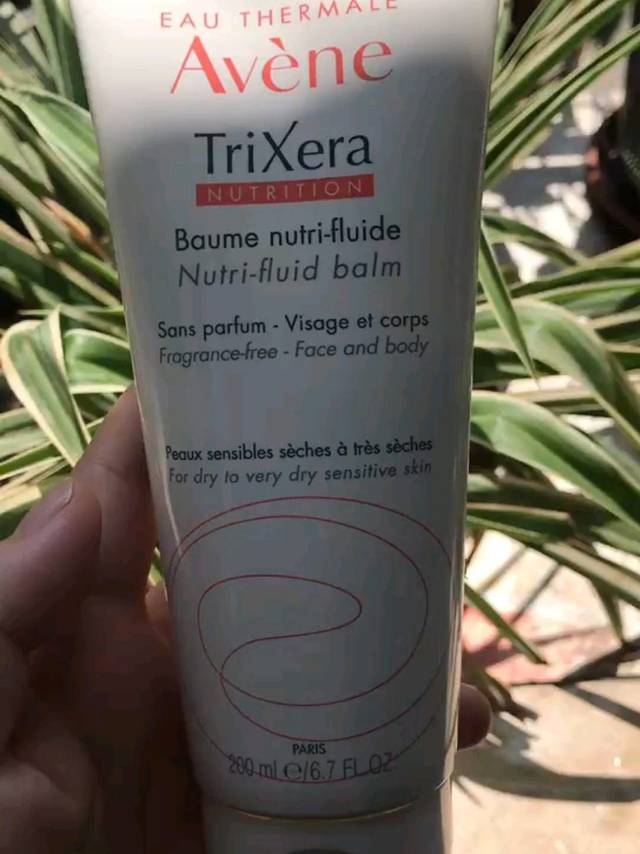 EAU THERMALE
Avène
TriXera
NUTRITION
Baume nutri-fluide
Nutri-fluid balm
Sans parfum - Visage et corps
Fragrance-free - Face and body
Peaux sensibles sèches à très sèches
For dry to very dry sensitive skin
PARIS
200 ml e/6.7 FL.OZ